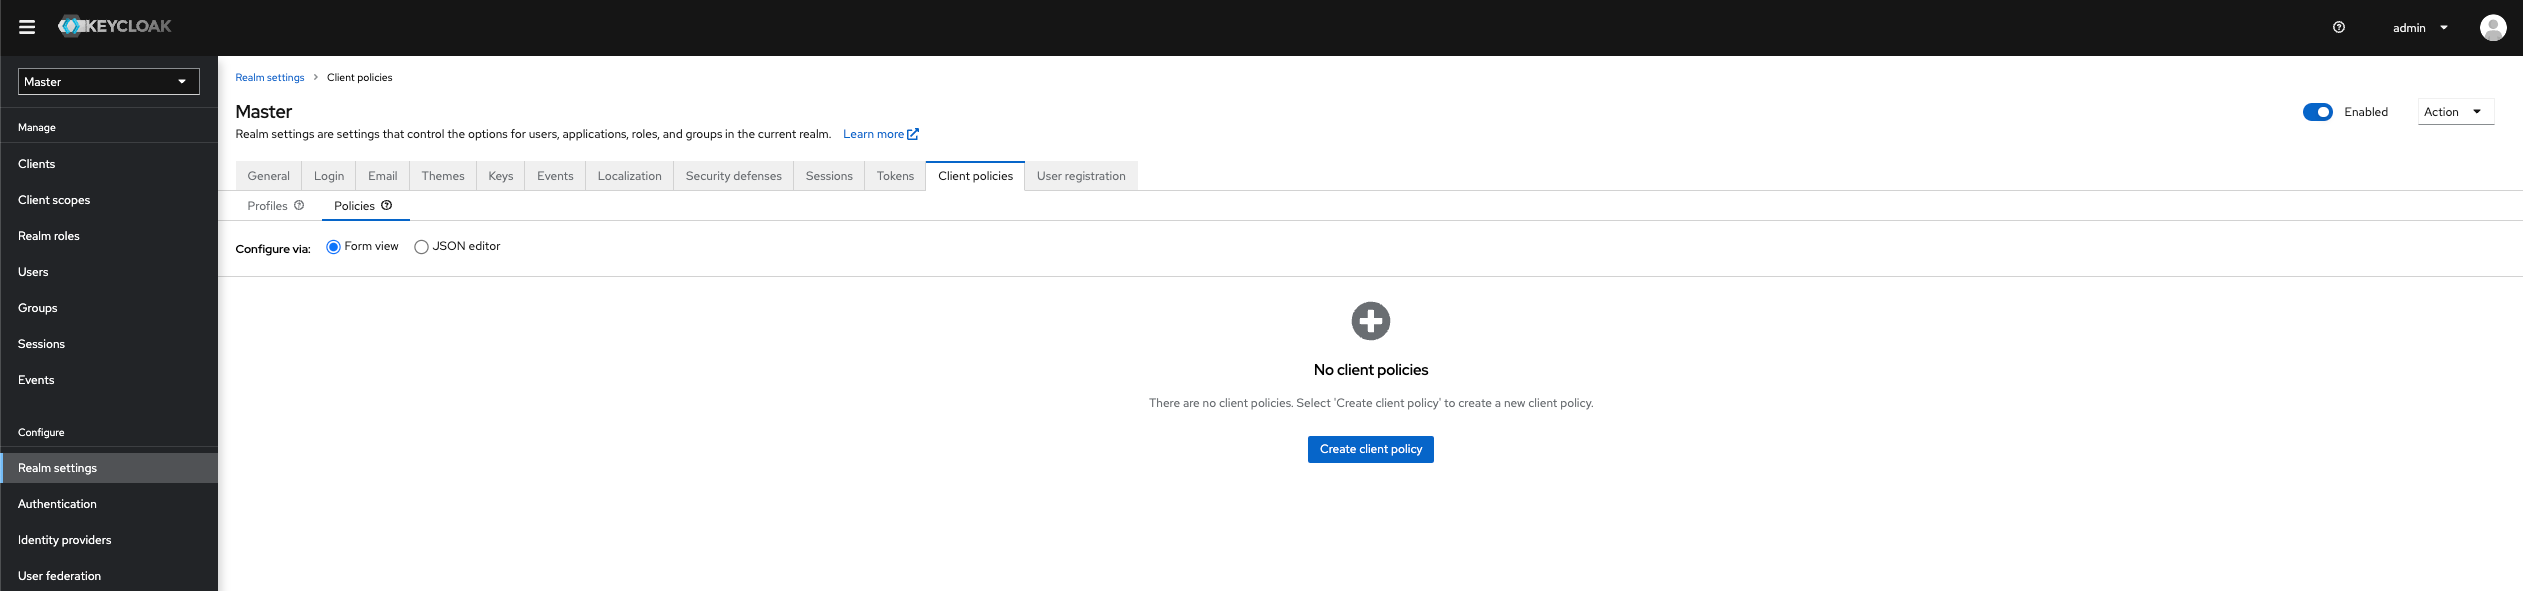 KEYCLOAK
admin
Master
Manage
Clients
Client scopes
Realm roles
Users
Groups
Sessions
Events
Configure
Realm settings
Authentication
Identity providers
User federation
Realm settings > Client policies
Master
Enabled
Action
Realm settings are settings that control the options for users, applications, roles, and groups in the current realm. Learn more
General Login Email Themes Keys Events Localization Security defenses Sessions Tokens Client policies User registration
Profiles Policies
Configure via: Form view JSON editor
No client policies
There are no client policies. Select 'Create client policy' to create a new client policy.
Create client policy